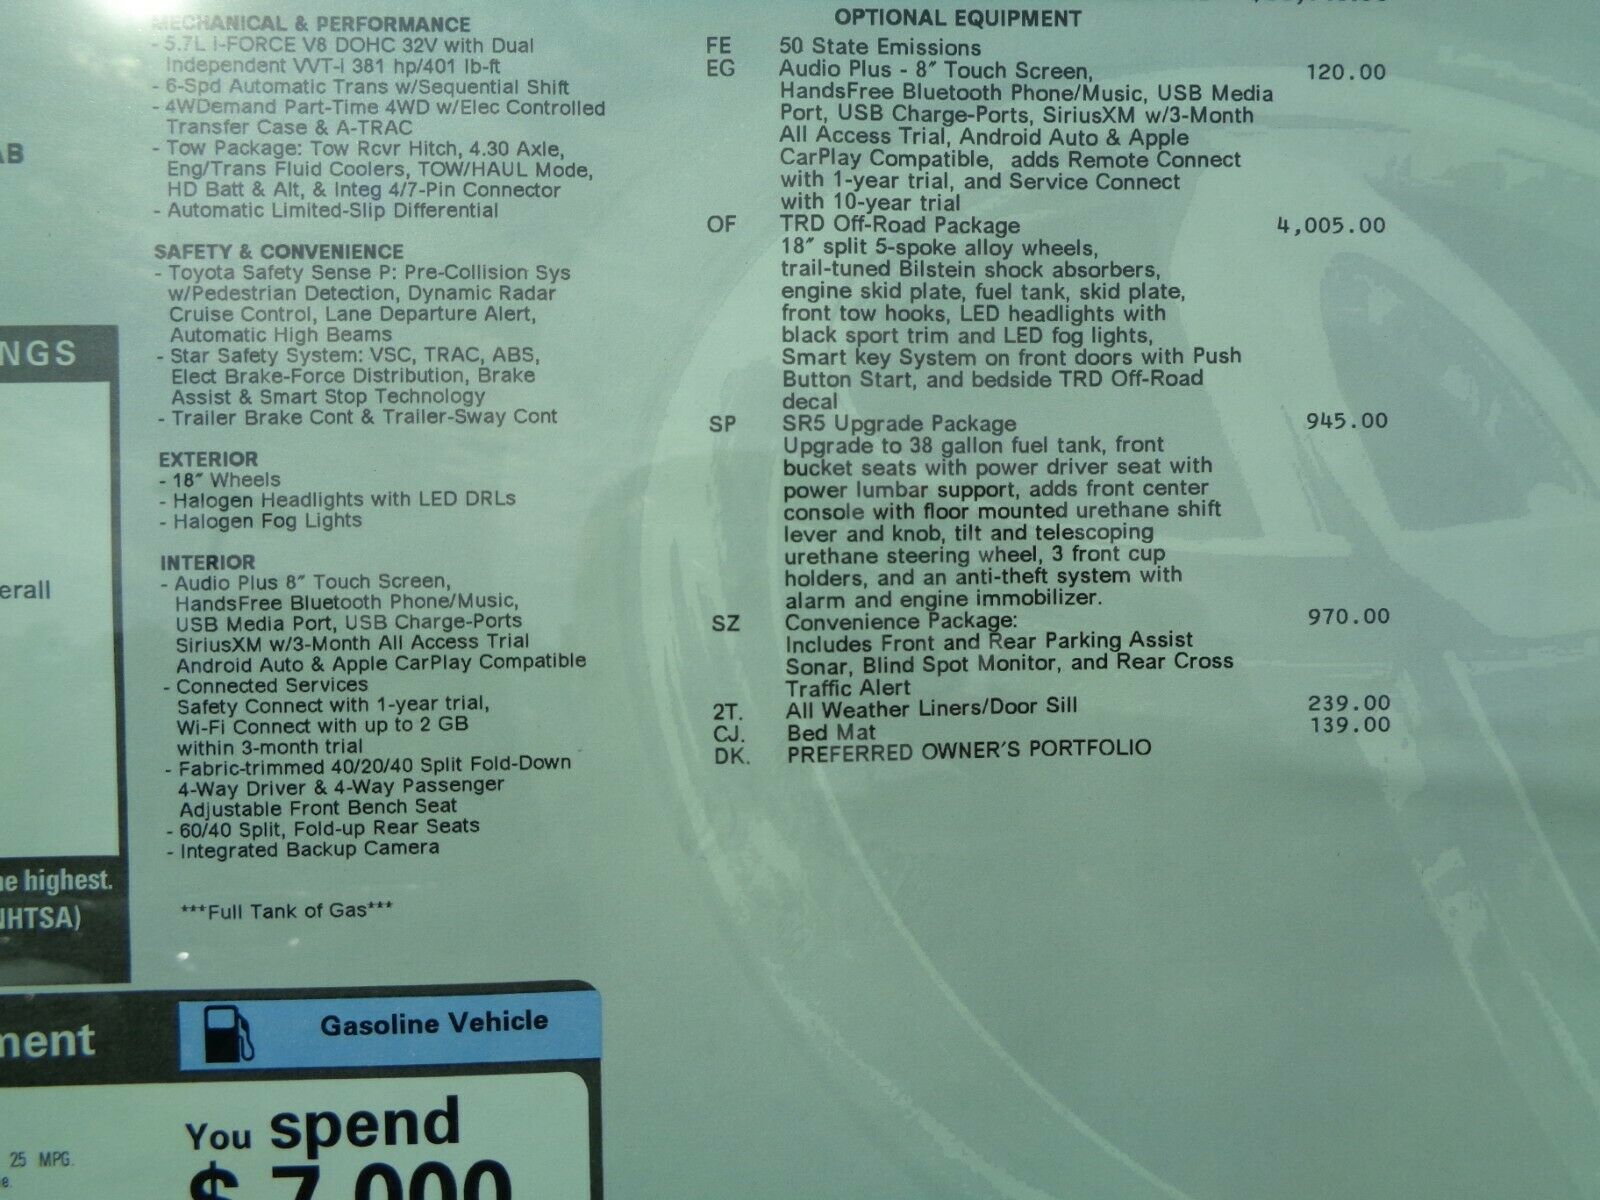 MECHANICAL & PERFORMANCE
- 5.7L i-FORCE V8 DOHC 32V with Dual
Independent VVT-i 381 hp/401 lb-ft
- 6-Spd Automatic Trans w/Sequential Shift
- 4WDemand Part-Time 4WD w/Elec Controlled
Transfer Case & A-TRAC
- Tow Package: Tow Rcvr Hitch, 4.30 Axle,
Eng/Trans Fluid Coolers, TOW/HAUL Mode,
HD Batt & Alt, & Integ 4/7-Pin Connector
- Automatic Limited-Slip Differential
SAFETY & CONVENIENCE
- Toyota Safety Sense P: Pre-Collision Sys
w/Pedestrian Detection, Dynamic Radar
Cruise Control, Lane Departure Alert,
Automatic High Beams
- Star Safety System: VSC, TRAC, ABS,
Elect Brake-Force Distribution, Brake
Assist & Smart Stop Technology
- Trailer Brake Cont & Trailer-Sway Cont
EXTERIOR
- 18" Wheels
- Halogen Headlights with LED DRLs
- Halogen Fog Lights
INTERIOR
- Audio Plus 8" Touch Screen,
HandsFree Bluetooth Phone/Music,
USB Media Port, USB Charge-Ports
SiriusXM w/3-Month All Access Trial
Android Auto & Apple CarPlay Compatible
- Connected Services
Safety Connect with 1-year trial,
Wi-Fi Connect with up to 2 GB
within 3-month trial
- Fabric-trimmed 40/20/40 Split Fold-Down
4-Way Driver & 4-Way Passenger
Adjustable Front Bench Seat
- 60/40 Split, Fold-up Rear Seats
- Integrated Backup Camera
***Full Tank of Gas***
OPTIONAL EQUIPMENT
FE 50 State Emissions
EG Audio Plus - 8" Touch Screen, 120.00
HandsFree Bluetooth Phone/Music, USB Media
Port, USB Charge-Ports, SiriusXM w/3-Month
All Access Trial, Android Auto & Apple
CarPlay Compatible, adds Remote Connect
with 1-year trial, and Service Connect
with 10-year trial
OF TRD Off-Road Package 4,005.00
18" split 5-spoke alloy wheels,
trail-tuned Bilstein shock absorbers,
engine skid plate, fuel tank, skid plate,
front tow hooks, LED headlights with
black sport trim and LED fog lights,
Smart key System on front doors with Push
Button Start, and bedside TRD Off-Road
decal
SP SR5 Upgrade Package 945.00
Upgrade to 38 gallon fuel tank, front
bucket seats with power driver seat with
power lumbar support, adds front center
console with floor mounted urethane shift
lever and knob, tilt and telescoping
urethane steering wheel, 3 front cup
holders, and an anti-theft system with
alarm and engine immobilizer.
SZ Convenience Package: 970.00
Includes Front and Rear Parking Assist
Sonar, Blind Spot Monitor, and Rear Cross
Traffic Alert
2T. All Weather Liners/Door Sill 239.00
CJ. Bed Mat 139.00
DK. PREFERRED OWNER'S PORTFOLIO
AB
NGS
erall
he highest.
NHTSA)
ment
Gasoline Vehicle
You spend
$ 7,000
25 MPG.